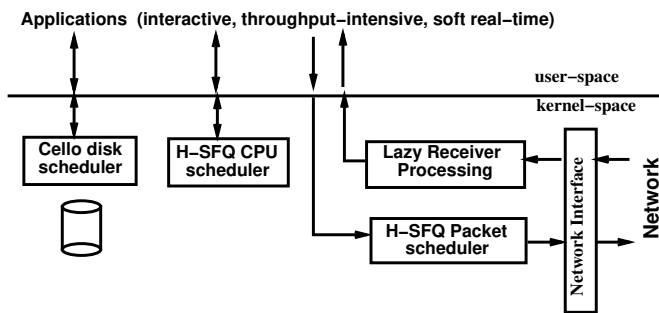 Applications (interactive, throughput-intensive, soft real-time)
user-space
kernel-space
Cello disk
scheduler
H-SFQ CPU
scheduler
Lazy Receiver
Processing
H-SFQ Packet
scheduler
Network Interface
Network